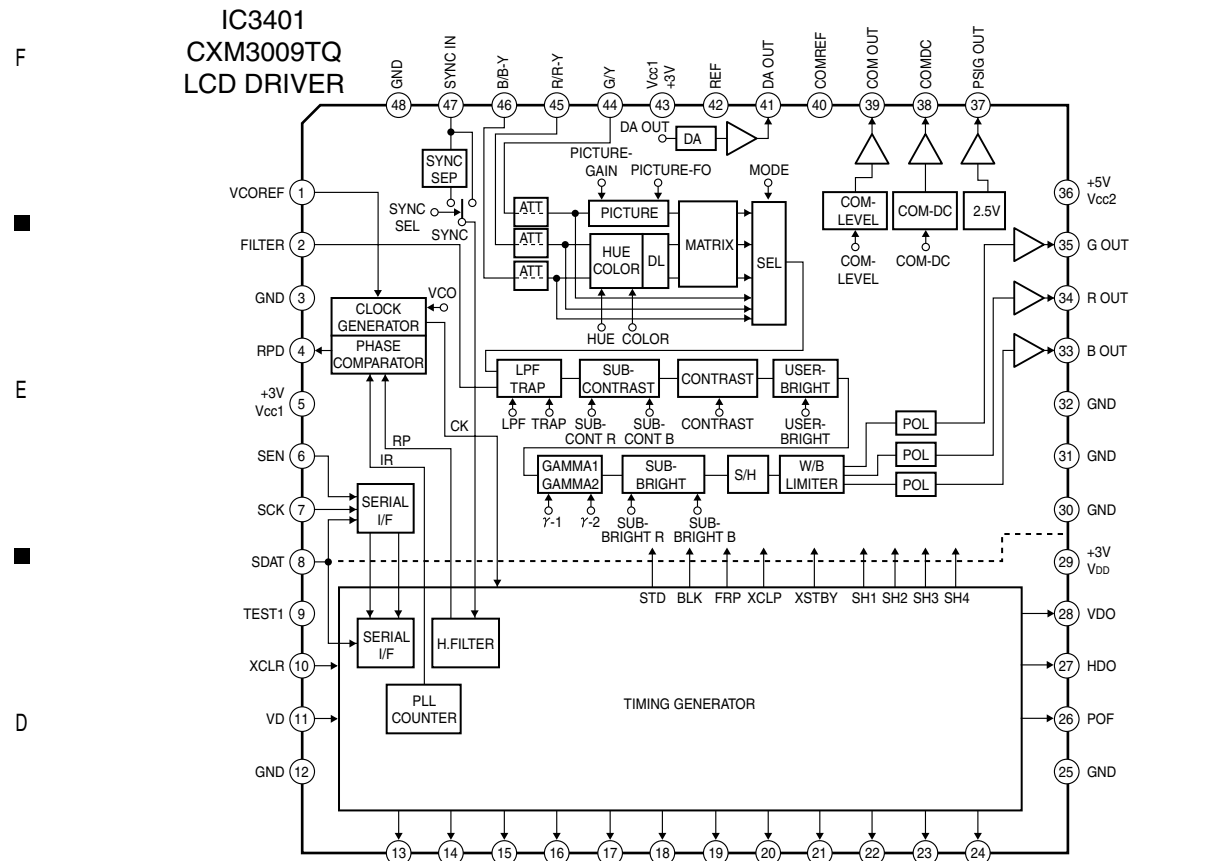 IC3401
CXM3009TQ
LCD DRIVER
F
E
D
GND
SYNC IN
B/B-Y
R/R-Y
G/Y
Vcc1
+3V
REF
DA OUT
COMREF
COM OUT
COMDC
PSIG OUT
48
47
46
45
44
43
42
41
40
39
38
37
DA OUT
DA
PICTURE-
GAIN
PICTURE-FO
MODE
SYNC
SEP
SYNC
SEL
SYNC
ATT
ATT
ATT
PICTURE
HUE
COLOR
DL
MATRIX
SEL
HUE
COLOR
COM-
LEVEL
COM-DC
2.5V
COM-
LEVEL
COM-DC
VCOREF
1
FILTER
2
GND
3
RPD
4
+3V
Vcc1
5
SEN
6
SCK
7
SDAT
8
TEST1
9
XCLR
10
VD
11
GND
12
36
+5V
Vcc2
35
G OUT
34
R OUT
33
B OUT
32
GND
31
GND
30
GND
29
+3V
VDD
28
VDO
27
HDO
26
POF
25
GND
VCO
CLOCK
GENERATOR
PHASE
COMPARATOR
CK
RP
IR
LPF
TRAP
SUB-
CONTRAST
CONTRAST
USER-
BRIGHT
LPF
TRAP
SUB-
CONT R
SUB-
CONT B
CONTRAST
USER-
BRIGHT
GAMMA1
GAMMA2
SUB-
BRIGHT
S/H
W/B
LIMITER
POL
POL
POL
γ-1
γ-2
SUB-
BRIGHT R
SUB-
BRIGHT B
SERIAL
I/F
STD
BLK
FRP
XCLP
XSTBY
SH1
SH2
SH3
SH4
SERIAL
I/F
H.FILTER
PLL
COUNTER
TIMING GENERATOR
13
14
15
16
17
18
19
20
21
22
23
24